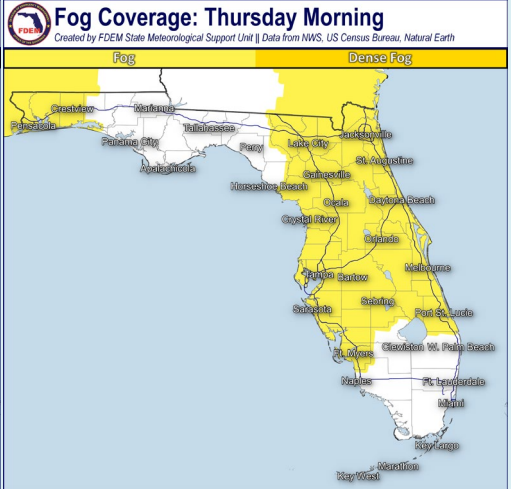 FDEM
Fog Coverage: Thursday Morning
Created by FDEM State Meteorological Support Unit || Data from NWS, US Census Bureau, Natural Earth
Fog
Dense Fog
Crestview
Marianna
Pensacola
Tallahassee
Jacksonville
Panama City
Perry
Lake City
Apalachicola
St. Augustine
Gainesville
Horseshoe Beach
Ocala
Daytona Beach
Crystal River
Orlando
Tampa
Bartow
Melbourne
Sebring
Sarasota
Port St. Lucie
Ft. Myers
Clewiston
W. Palm Beach
Naples
Ft. Lauderdale
Miami
Key Largo
Marathon
Key West